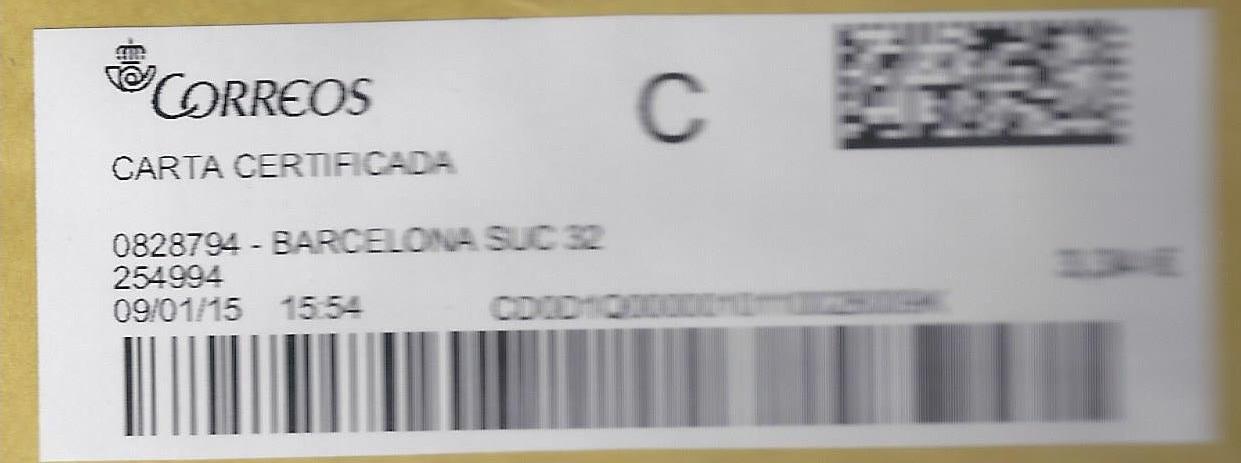 CORREOS
C
CARTA CERTIFICADA
0828794 - BARCELONA SUC 32
254994
09/01/15 15:54